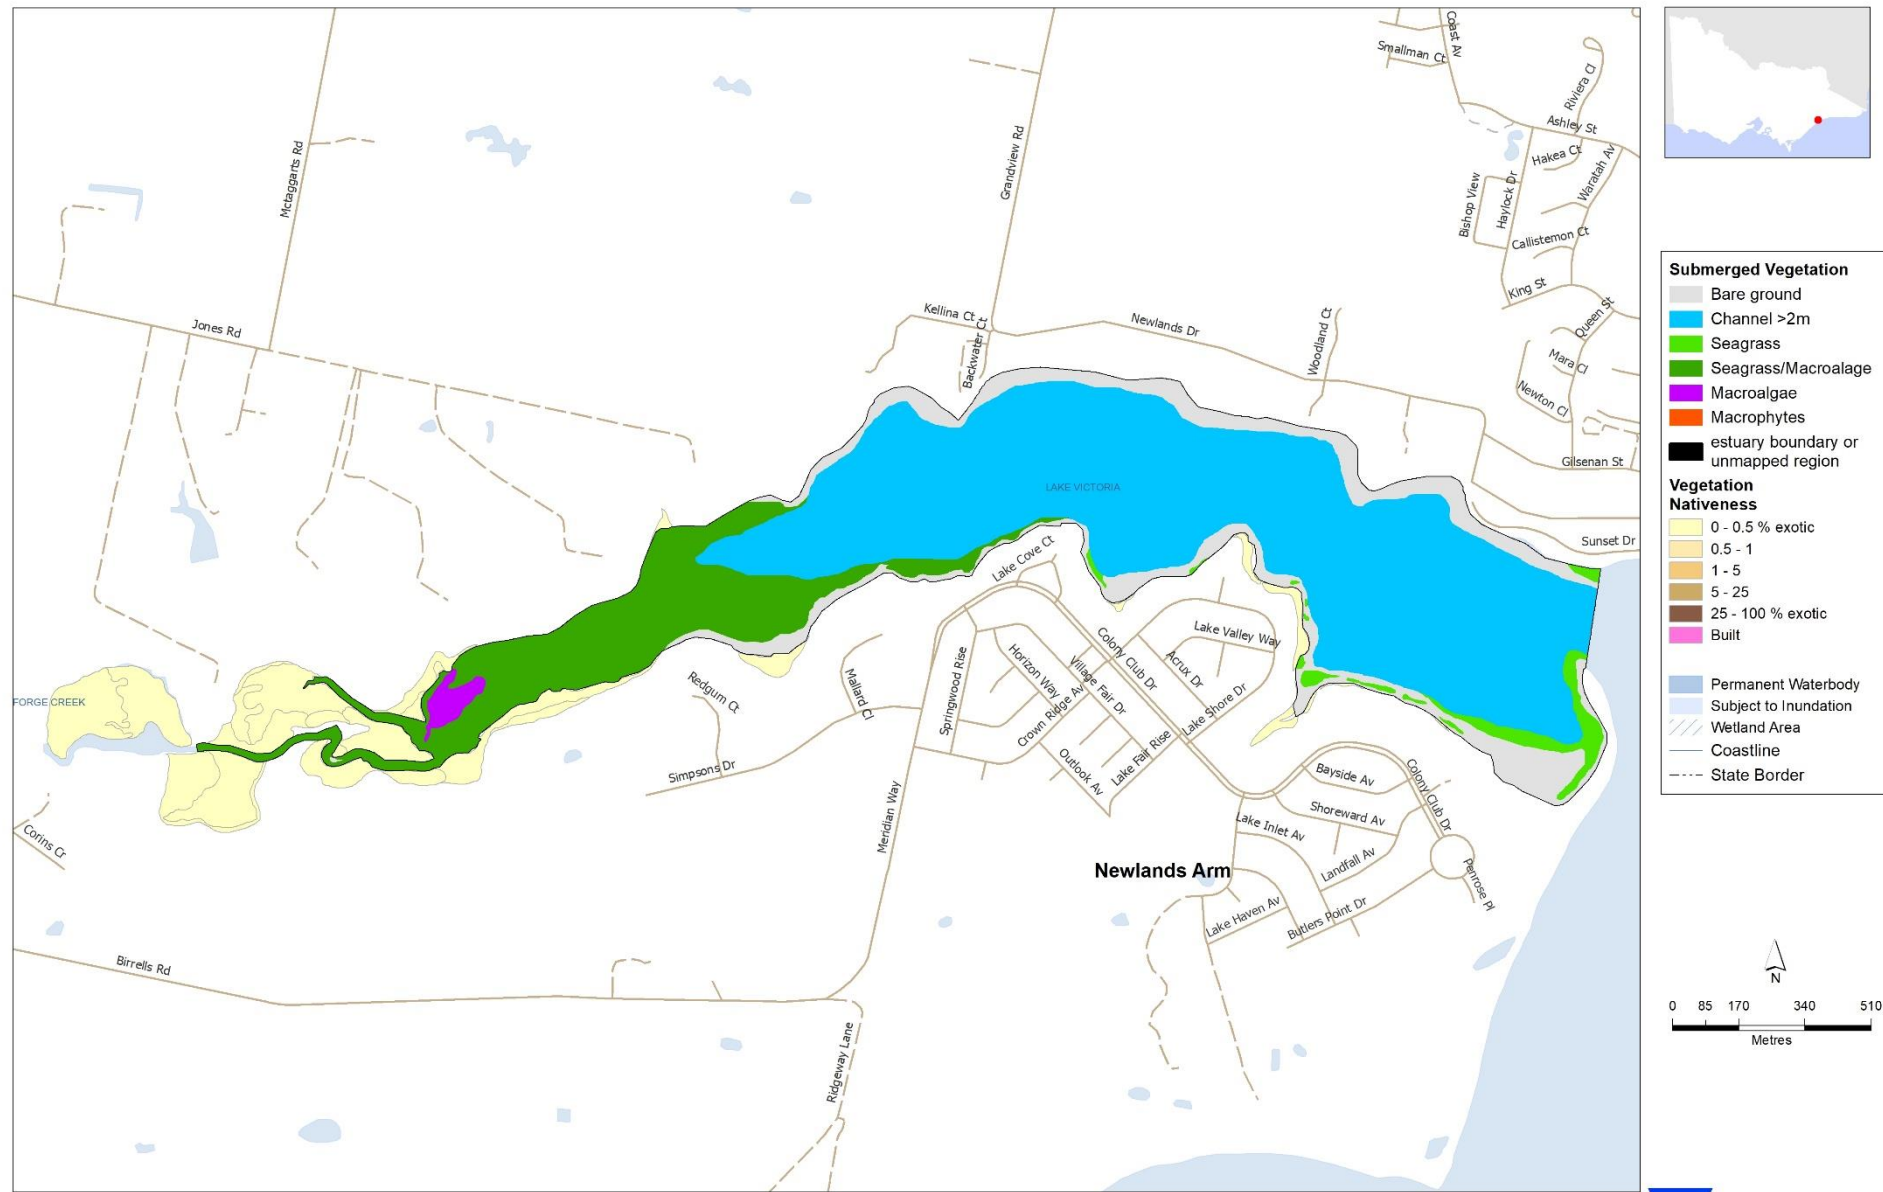 Coast Av
Smallman Ct
Riviera Cl
Ashley St
Hakea Ct
Waratah Av
Bishop View
Haylock Dr
Callistemon Ct
King St
Queen St
Mara Cl
Newton Cl
Gilsenan St
Sunset Dr
Mctaggarts Rd
Grandview Rd
Jones Rd
Kellina Ct
Backwater Ct
Newlands Dr
Woodland Ct
LAKE VICTORIA
Lake Cove Ct
Lake Valley Way
Acrux Dr
Colony Club Dr
Village Fair Dr
Horizon Way
Crown Ridge Av
Lake Shore Dr
Lake Fair Rise
Outlook Av
Springwood Rise
Mallard Cl
Redgum Ct
Simpsons Dr
Meridian Way
FORGE CREEK
Corins Cr
Bayside Av
Colony Club Dr
Shoreward Av
Lake Inlet Av
Landfall Av
Penrose Pl
Newlands Arm
Lake Haven Av
Butlers Point Dr
Birrells Rd
Ridgeway Lane
Submerged Vegetation
Bare ground
Channel >2m
Seagrass
Seagrass/Macroalage
Macroalgae
Macrophytes
estuary boundary or
unmapped region
Vegetation
Nativeness
0 - 0.5 % exotic
0.5 - 1
1 - 5
5 - 25
25 - 100 % exotic
Built
Permanent Waterbody
Subject to Inundation
Wetland Area
Coastline
State Border
N
0 85 170 340 510
Metres